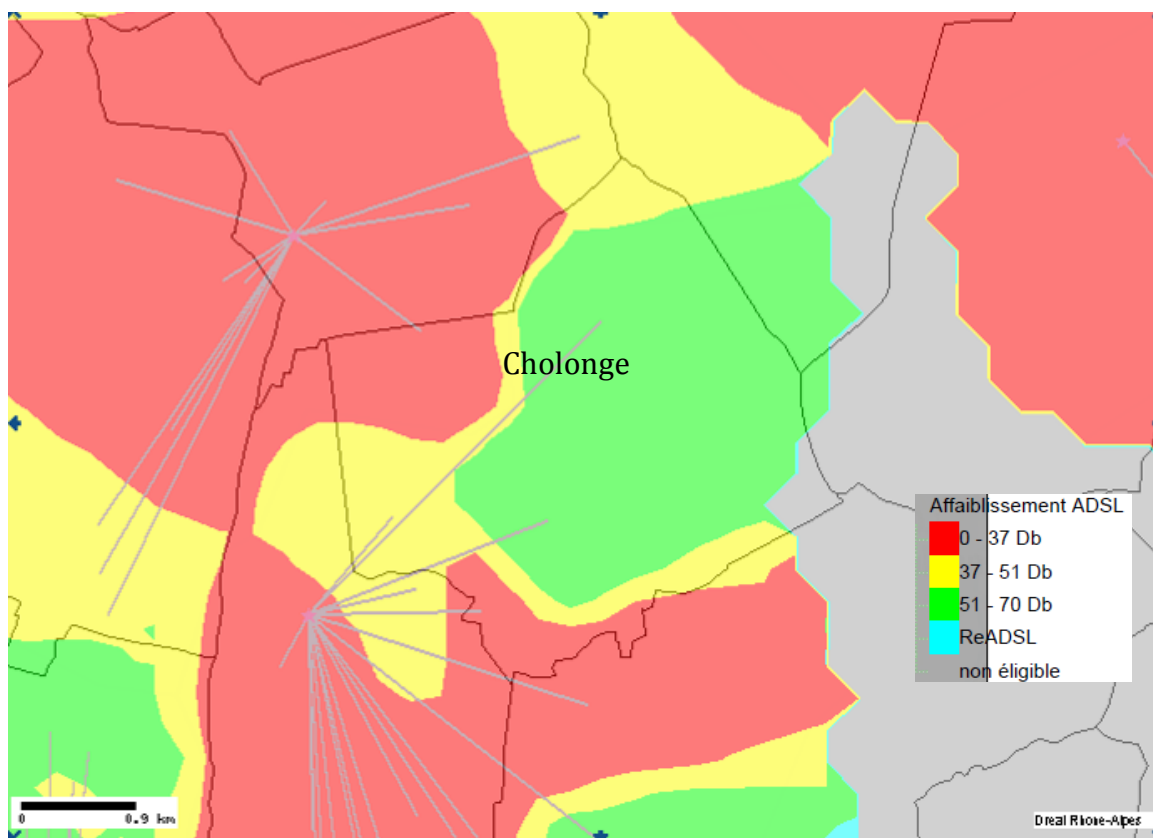 Cholonge
Affaiblissement ADSL
0 - 37 Db
37 - 51 Db
51 - 70 Db
ReADSL
non éligible
0 0.9 km
Dreal Rhone-Alpes